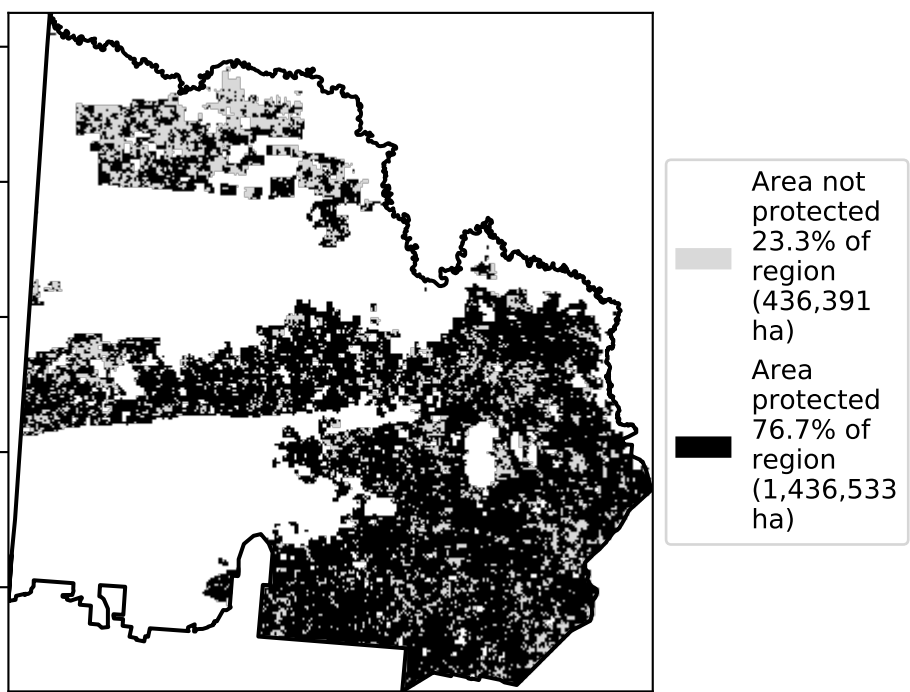 Area not
protected
23.3% of
region
(436,391
ha)
Area
protected
76.7% of
region
(1,436,533
ha)